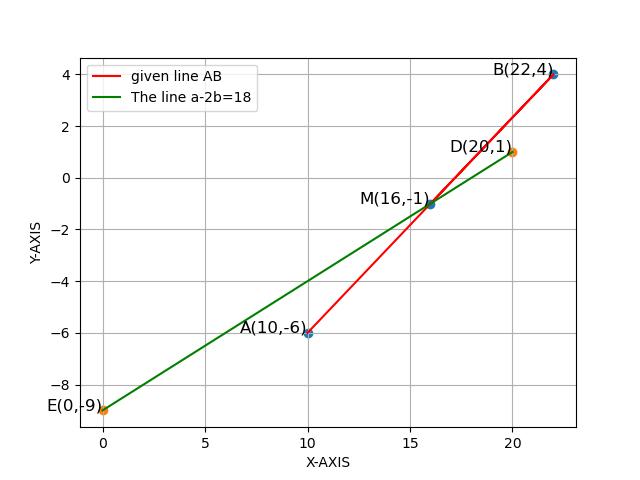 given line AB
The line a-2b=18
B(22,4)
D(20,1)
M(16,-1)
A(10,-6)
E(0,-9)
4
2
0
−2
−4
−6
−8
Y-AXIS
0
5
10
15
20
X-AXIS